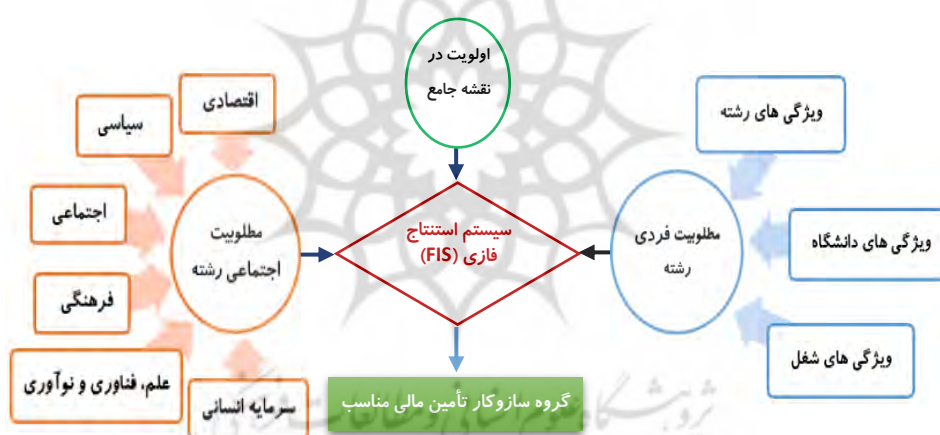 اولویت در
نقشه جامع
ویژگی های رشته
ویژگی های دانشگاه
ویژگی های شغل
مطلوبیت فردی
رشته
سیستم استنتاج
فازی (FIS)
مطلوبیت
اجتماعی رشته
اقتصادی
سیاسی
اجتماعی
فرهنگی
علم، فناوری و نوآوری
سرمایه انسانی
گروه سازوکار تأمین مالی مناسب